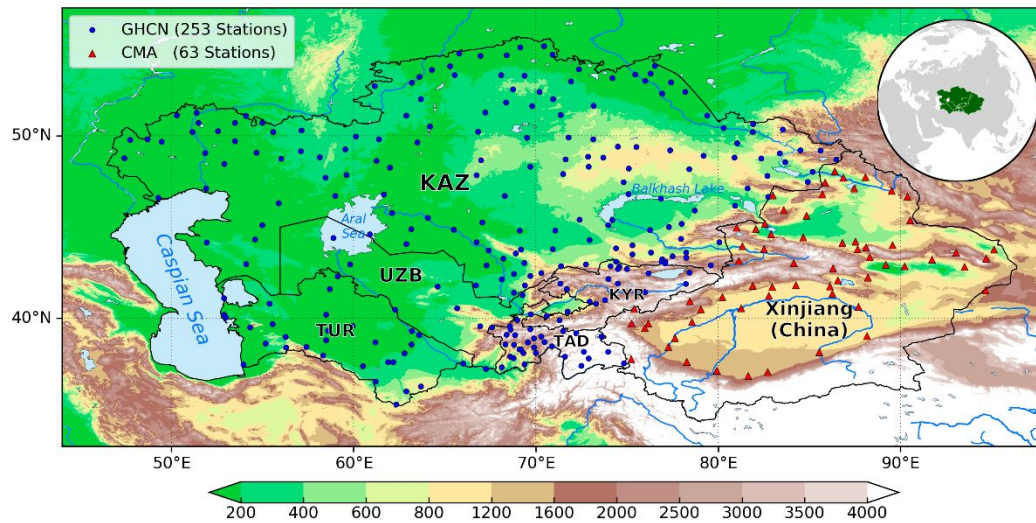 GHCN (253 Stations)
CMA (63 Stations)
50°N
40°N
KAZ
Balkhash Lake
Aral
Sea
Caspian Sea
UZB
KYR
TUR
TAD
Xinjiang
(China)
50°E
60°E
70°E
80°E
90°E
200 400 600 800 1200 1600 2000 2500 3000 3500 4000